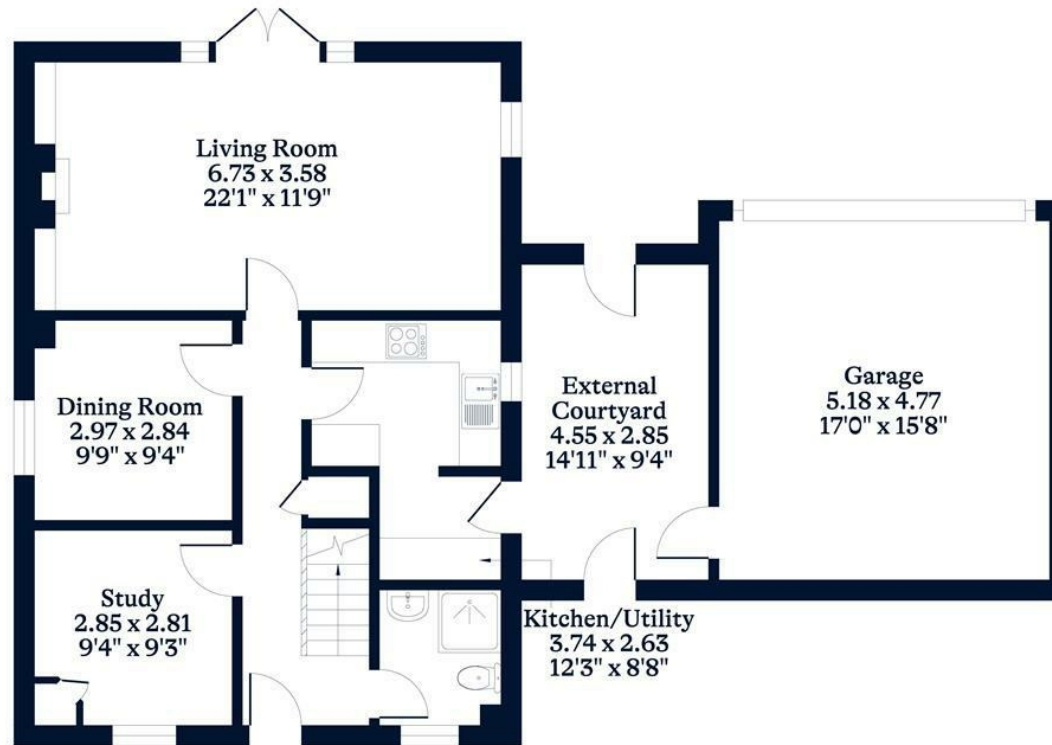 Living Room
6.73 x 3.58
22'1" x 11'9"
Dining Room
2.97 x 2.84
9'9" x 9'4"
External
Courtyard
4.55 x 2.85
14'11" x 9'4"
Garage
5.18 x 4.77
17'0" x 15'8"
Study
2.85 x 2.81
9'4" x 9'3"
Kitchen/Utility
3.74 x 2.63
12'3" x 8'8"